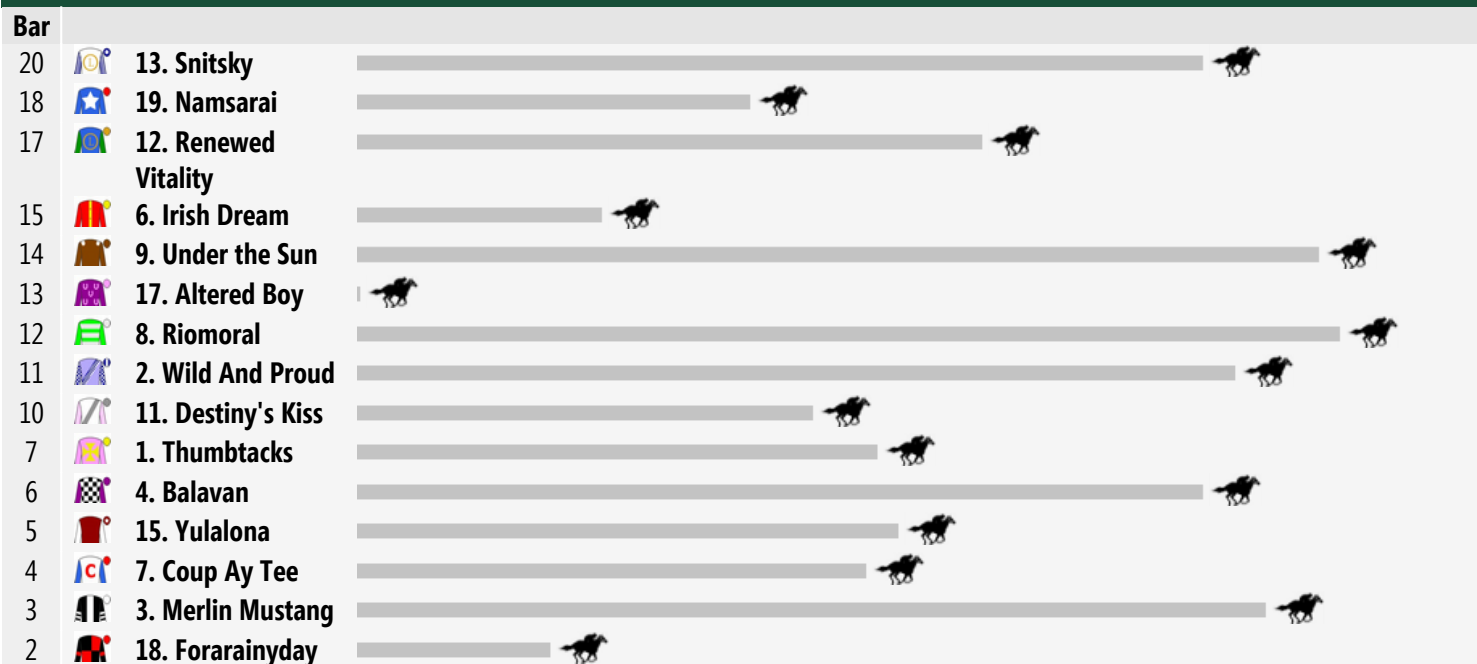 Bar
20 13. Snitsky
18 19. Namsarai
17 12. Renewed
Vitality
15 6. Irish Dream
14 9. Under the Sun
13 17. Altered Boy
12 8. Riomoral
11 2. Wild And Proud
10 11. Destiny's Kiss
7 1. Thumbtacks
6 4. Balavan
5 15. Yulalona
4 C 7. Coup Ay Tee
3 3. Merlin Mustang
2 18. Forarainyday